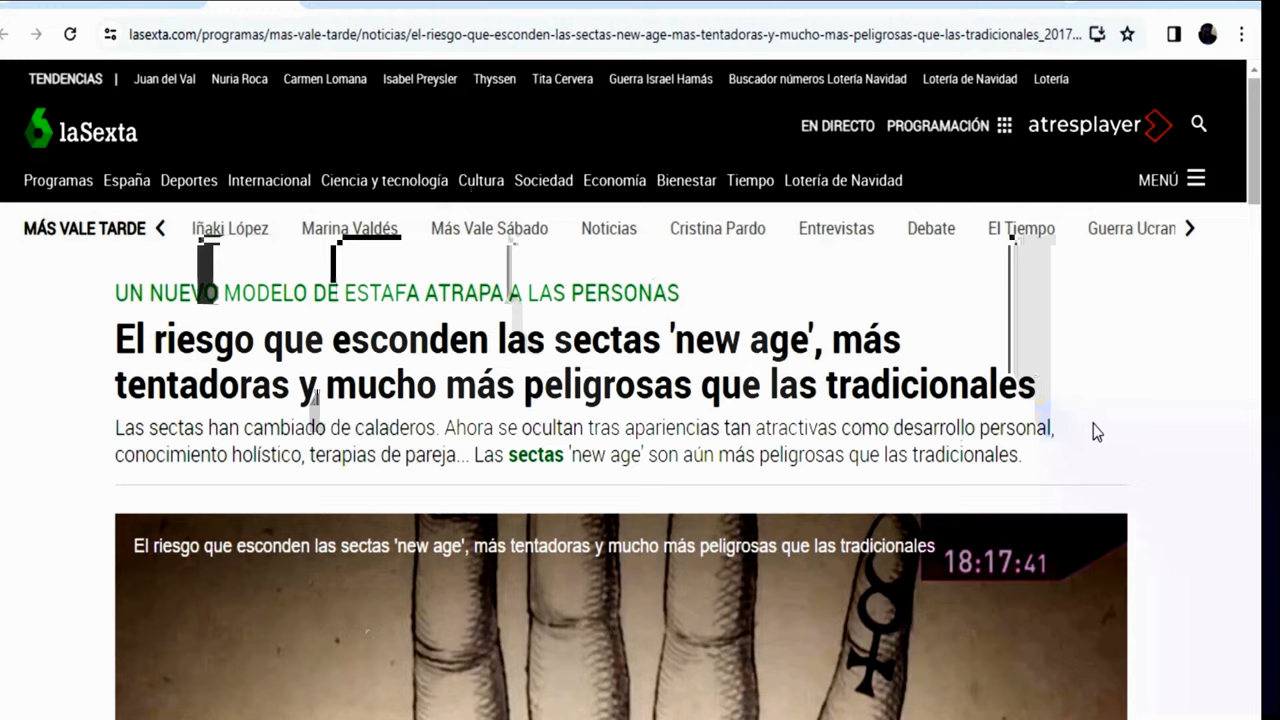 lasexta.com/programas/mas-vale-tarde/noticias/el-riesgo-que-esconden-las-sectas-new-age-mas-tentadoras-y-mucho-mas-peligrosas-que-las-tradicionales_2017...
TENDENCIAS | Juan del Val Nuria Roca Carmen Lomana Isabel Preysler Thyssen Tita Cervera Guerra Israel Hamás Buscador números Lotería Navidad Lotería de Navidad Lotería
laSexta EN DIRECTO PROGRAMACIÓN atresplayer
Programas España Deportes Internacional Ciencia y tecnología Cultura Sociedad Economía Bienestar Tiempo Lotería de Navidad MENÚ
MÁS VALE TARDE Iñaki López Marina Valdés Más Vale Sábado Noticias Cristina Pardo Entrevistas Debate El Tiempo Guerra Ucran
UN NUEVO MODELO DE ESTAFA ATRAPA A LAS PERSONAS
El riesgo que esconden las sectas 'new age', más
tentadoras y mucho más peligrosas que las tradicionales
Las sectas han cambiado de caladeros. Ahora se ocultan tras apariencias tan atractivas como desarrollo personal,
conocimiento holístico, terapias de pareja... Las sectas 'new age' son aún más peligrosas que las tradicionales.
El riesgo que esconden las sectas 'new age', más tentadoras y mucho más peligrosas que las tradicionales
18:17:41